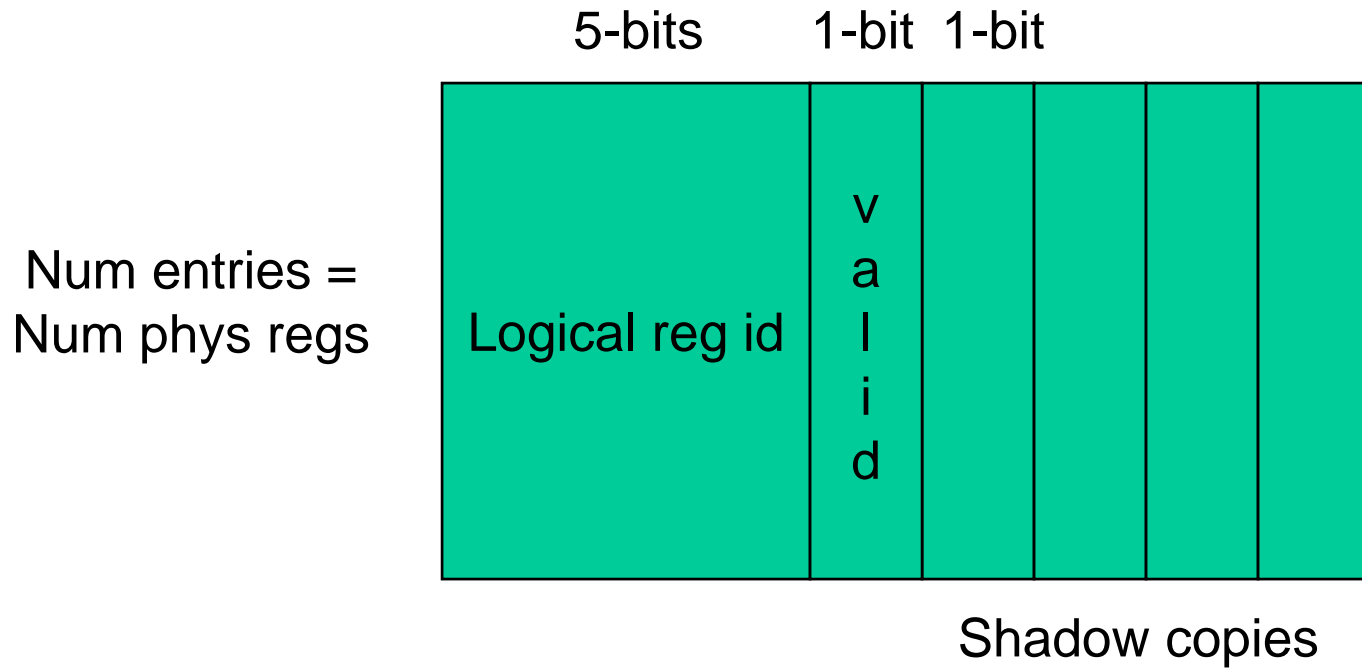 5-bits 1-bit 1-bit
Num entries =
Num phys regs
Logical reg id
v
a
l
i
d
Shadow copies